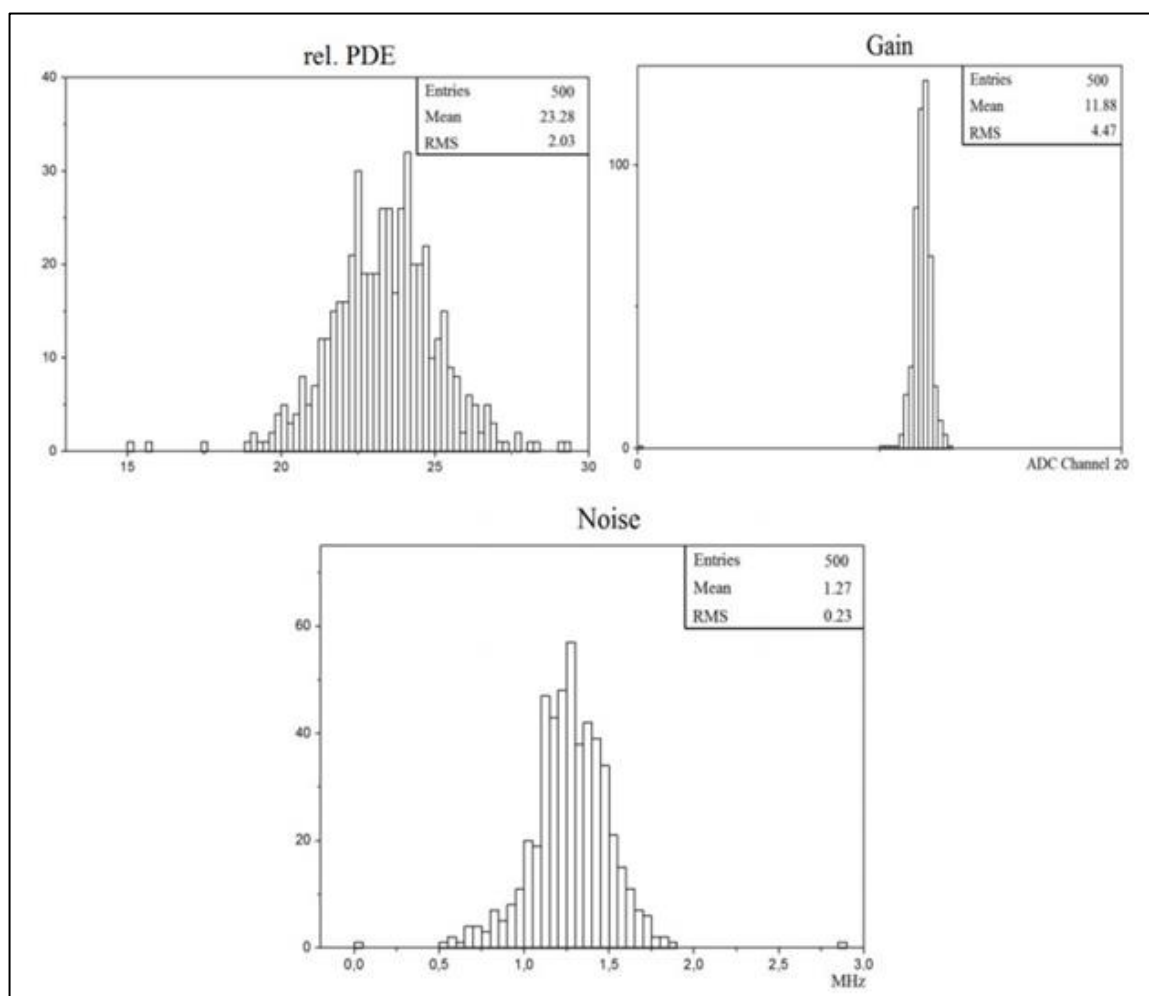 rel. PDE
Entries 500
Mean 23.28
RMS 2.03
40
30
20
10
0
15 20 25 30
Gain
Entries 500
Mean 11.88
RMS 4.47
100
0
0 ADC Channel 20
Noise
Entries 500
Mean 1.27
RMS 0.23
60
40
20
0
0,0 0,5 1,0 1,5 2,0 2,5 3,0
MHz